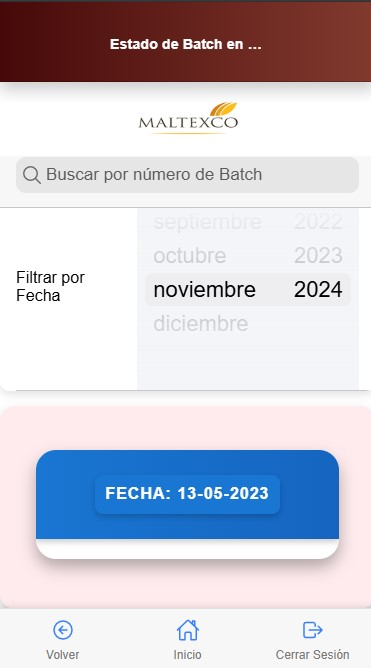 Estado de Batch en ...
MALTEXCO
Buscar por número de Batch
septiembre 2022
octubre 2023
Filtrar por Fecha
noviembre 2024
diciembre
FECHA: 13-05-2023
Volver Inicio Cerrar Sesión